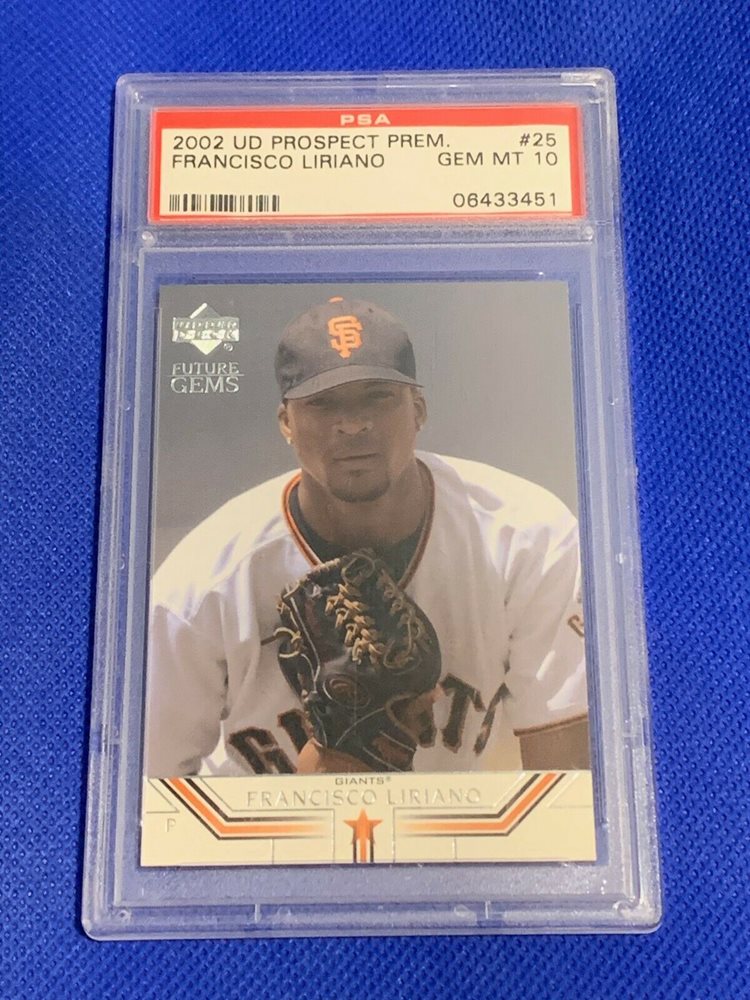 PSA
2002 UD PROSPECT PREM. #25
FRANCISCO LIRIANO GEM MT 10
06433451
UPPER
DECK
FUTURE
GEMS
SF
GIANTS
GIANTS®
FRANCISCO LIRIANO
P